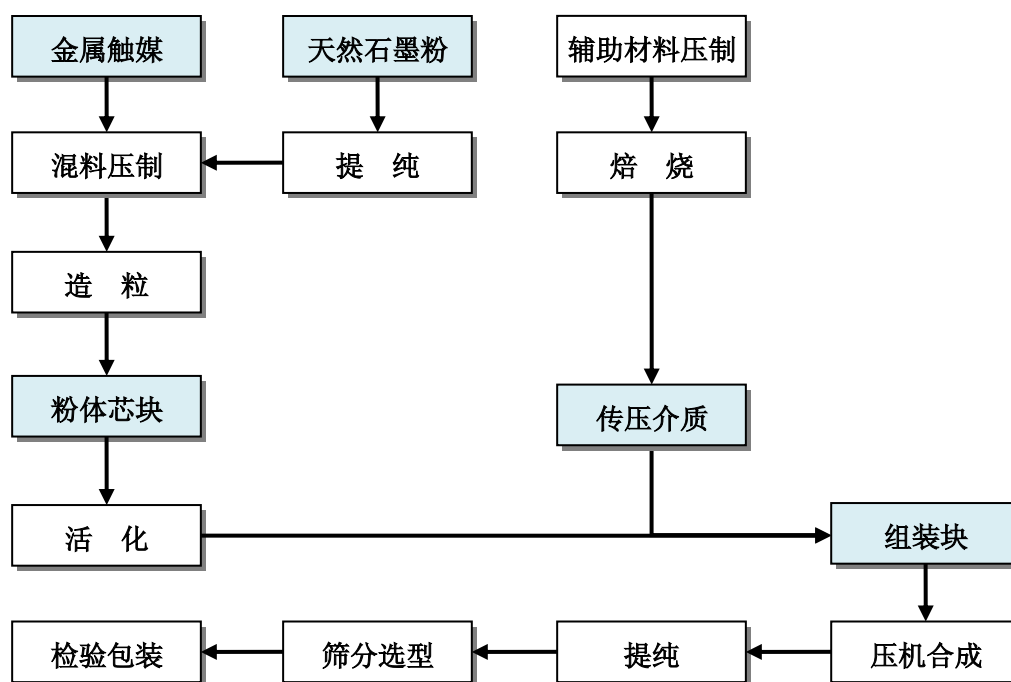 金属触媒
天然石墨粉
辅助材料压制
混料压制
提 纯
焙 烧
造 粒
粉体芯块
传压介质
活 化
组装块
检验包装
筛分选型
提纯
压机合成